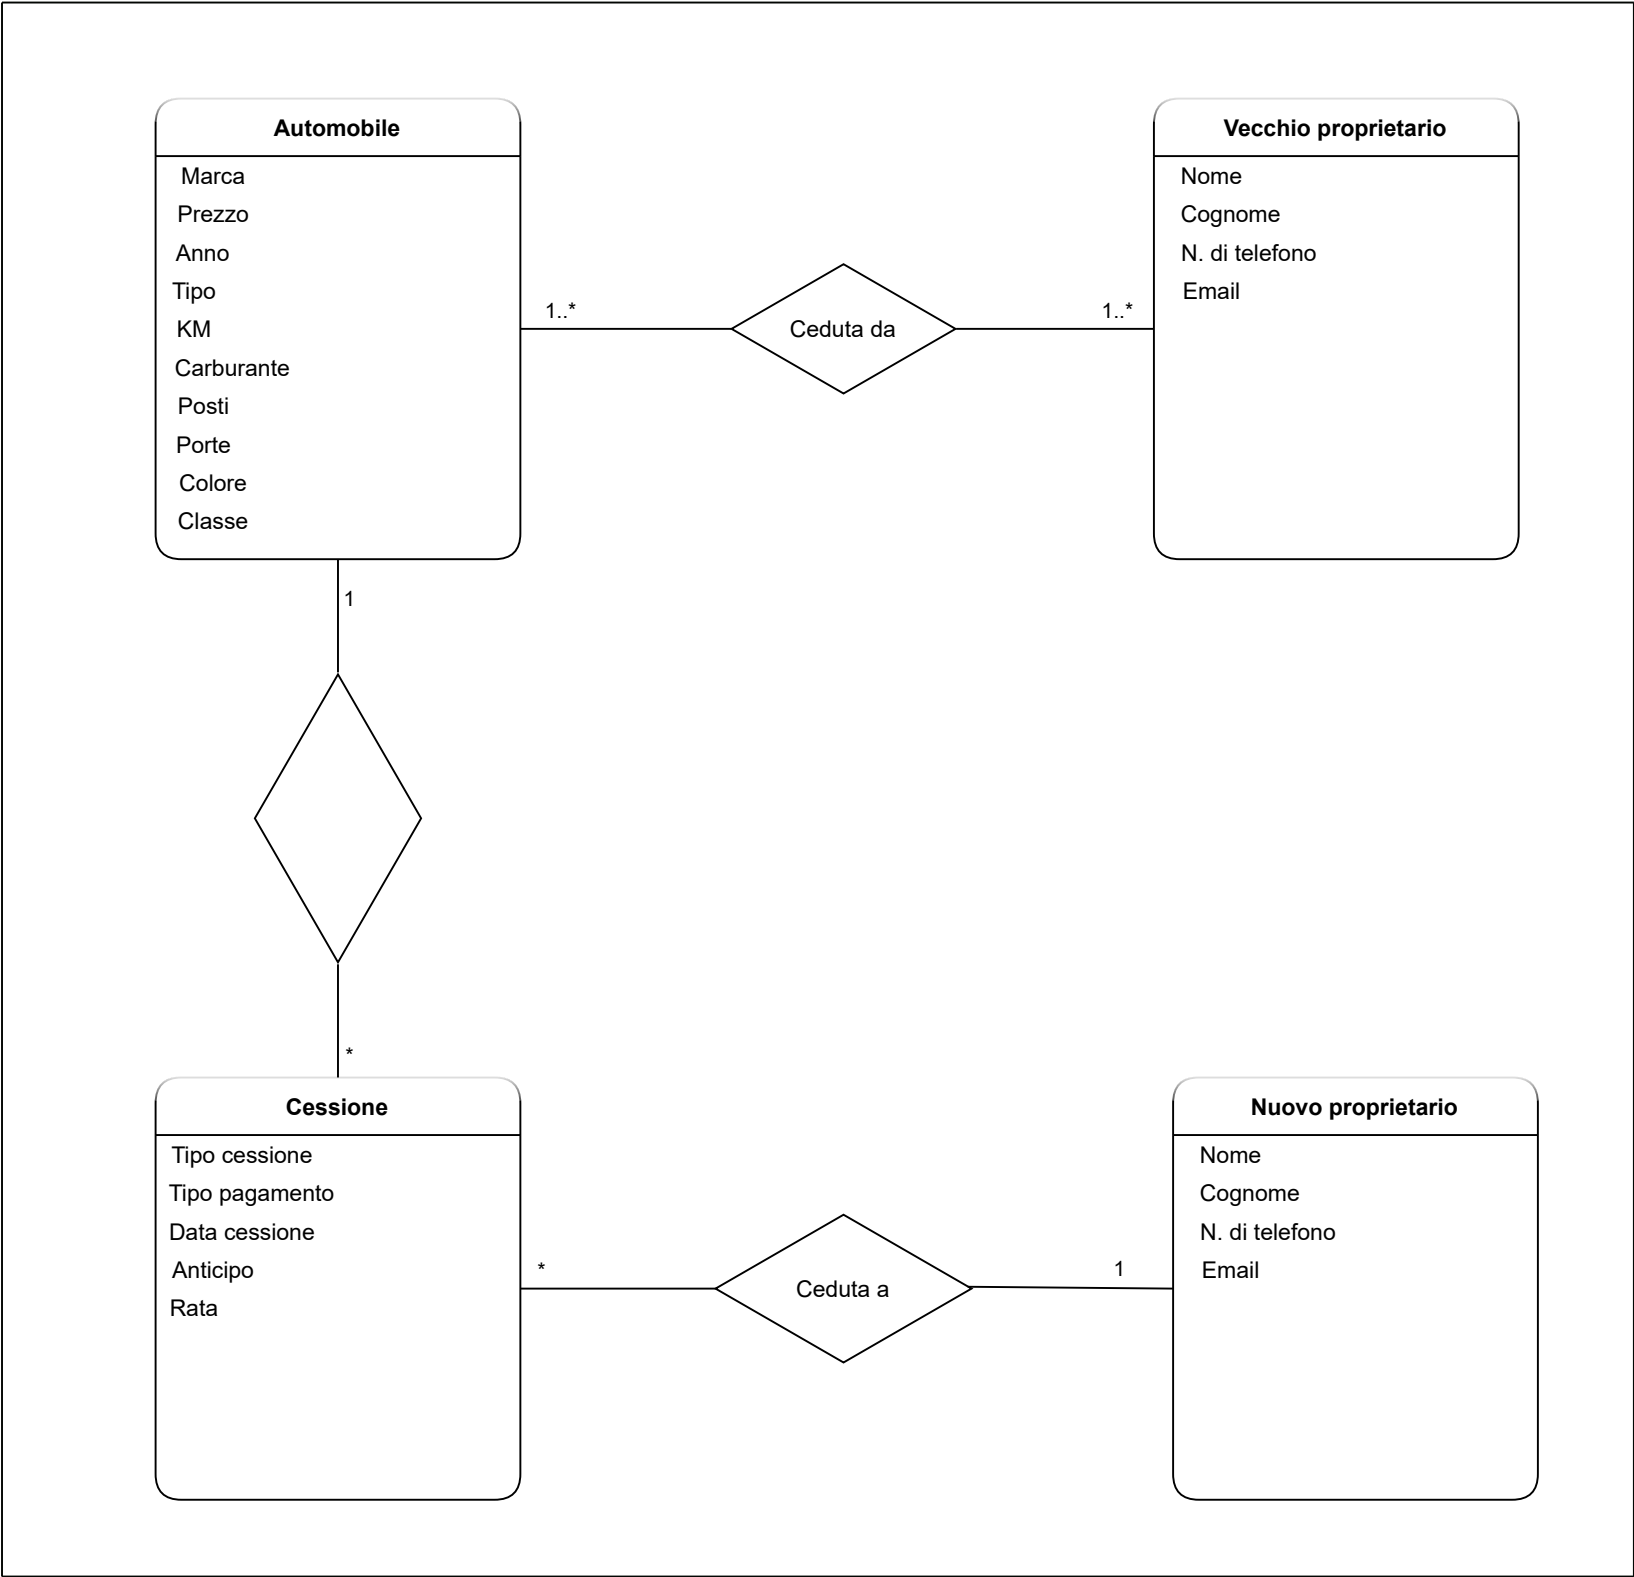 Automobile
Marca
Prezzo
Anno
Tipo
KM
Carburante
Posti
Porte
Colore
Classe
1..*
Ceduta da
1..*
Vecchio proprietario
Nome
Cognome
N. di telefono
Email
1
*
Cessione
Tipo cessione
Tipo pagamento
Data cessione
Anticipo
Rata
*
Ceduta a
1
Nuovo proprietario
Nome
Cognome
N. di telefono
Email